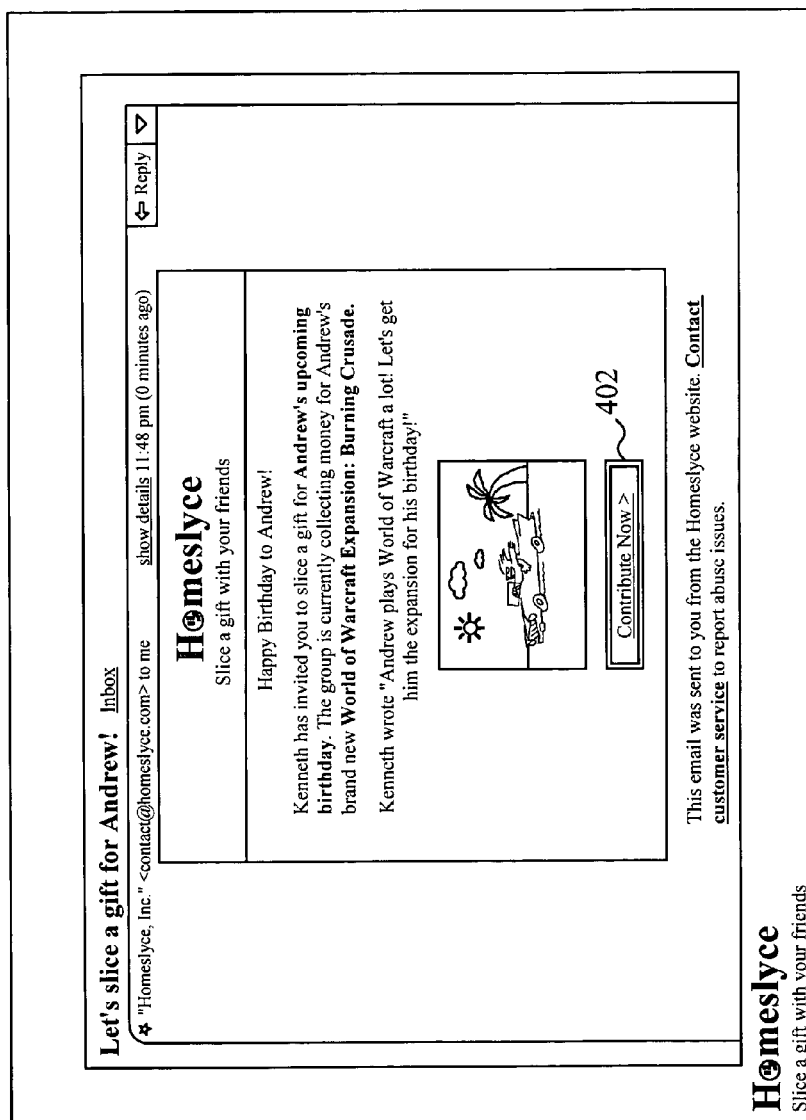 Let's slice a gift for Andrew! Inbox
"Homeslyce, Inc." <contact@homeslyce.com> to me show details 11:48 pm (0 minutes ago) Reply
Homeslyce
Slice a gift with your friends
Happy Birthday to Andrew!
Kenneth has invited you to slice a gift for Andrew's upcoming
birthday. The group is currently collecting money for Andrew's
brand new World of Warcraft Expansion: Burning Crusade.
Kenneth wrote "Andrew plays World of Warcraft a lot! Let's get
him the expansion for his birthday!"
Contribute Now >
402
This email was sent to you from the Homeslyce website. Contact
customer service to report abuse issues.
Homeslyce
Slice a gift with your friends